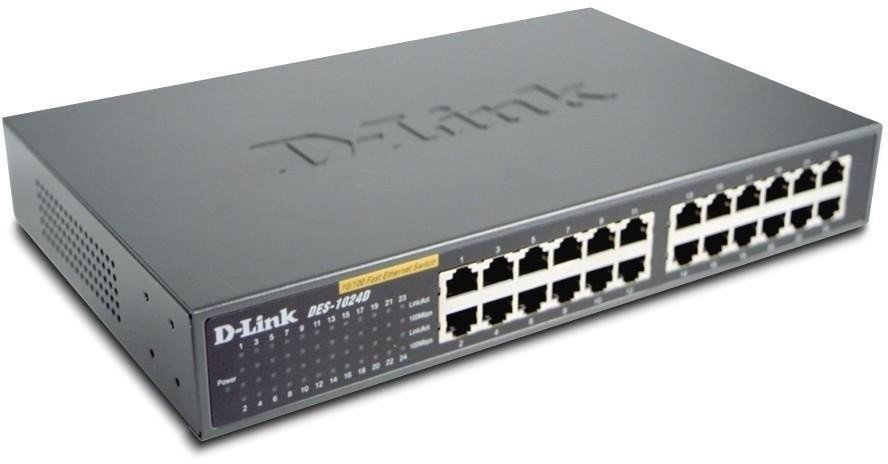 D-Link
10/100 Fast Ethernet Switch
D-Link DES-1024D
1 3 5 7 9 11 13 15 17 19 21 23 Link/Act
100Mbps
Link/Act
2 4 6 8 10 12 14 16 18 20 22 24 100Mbps
Power
1 3 5 7 9 11
2 4 6 8 10 12